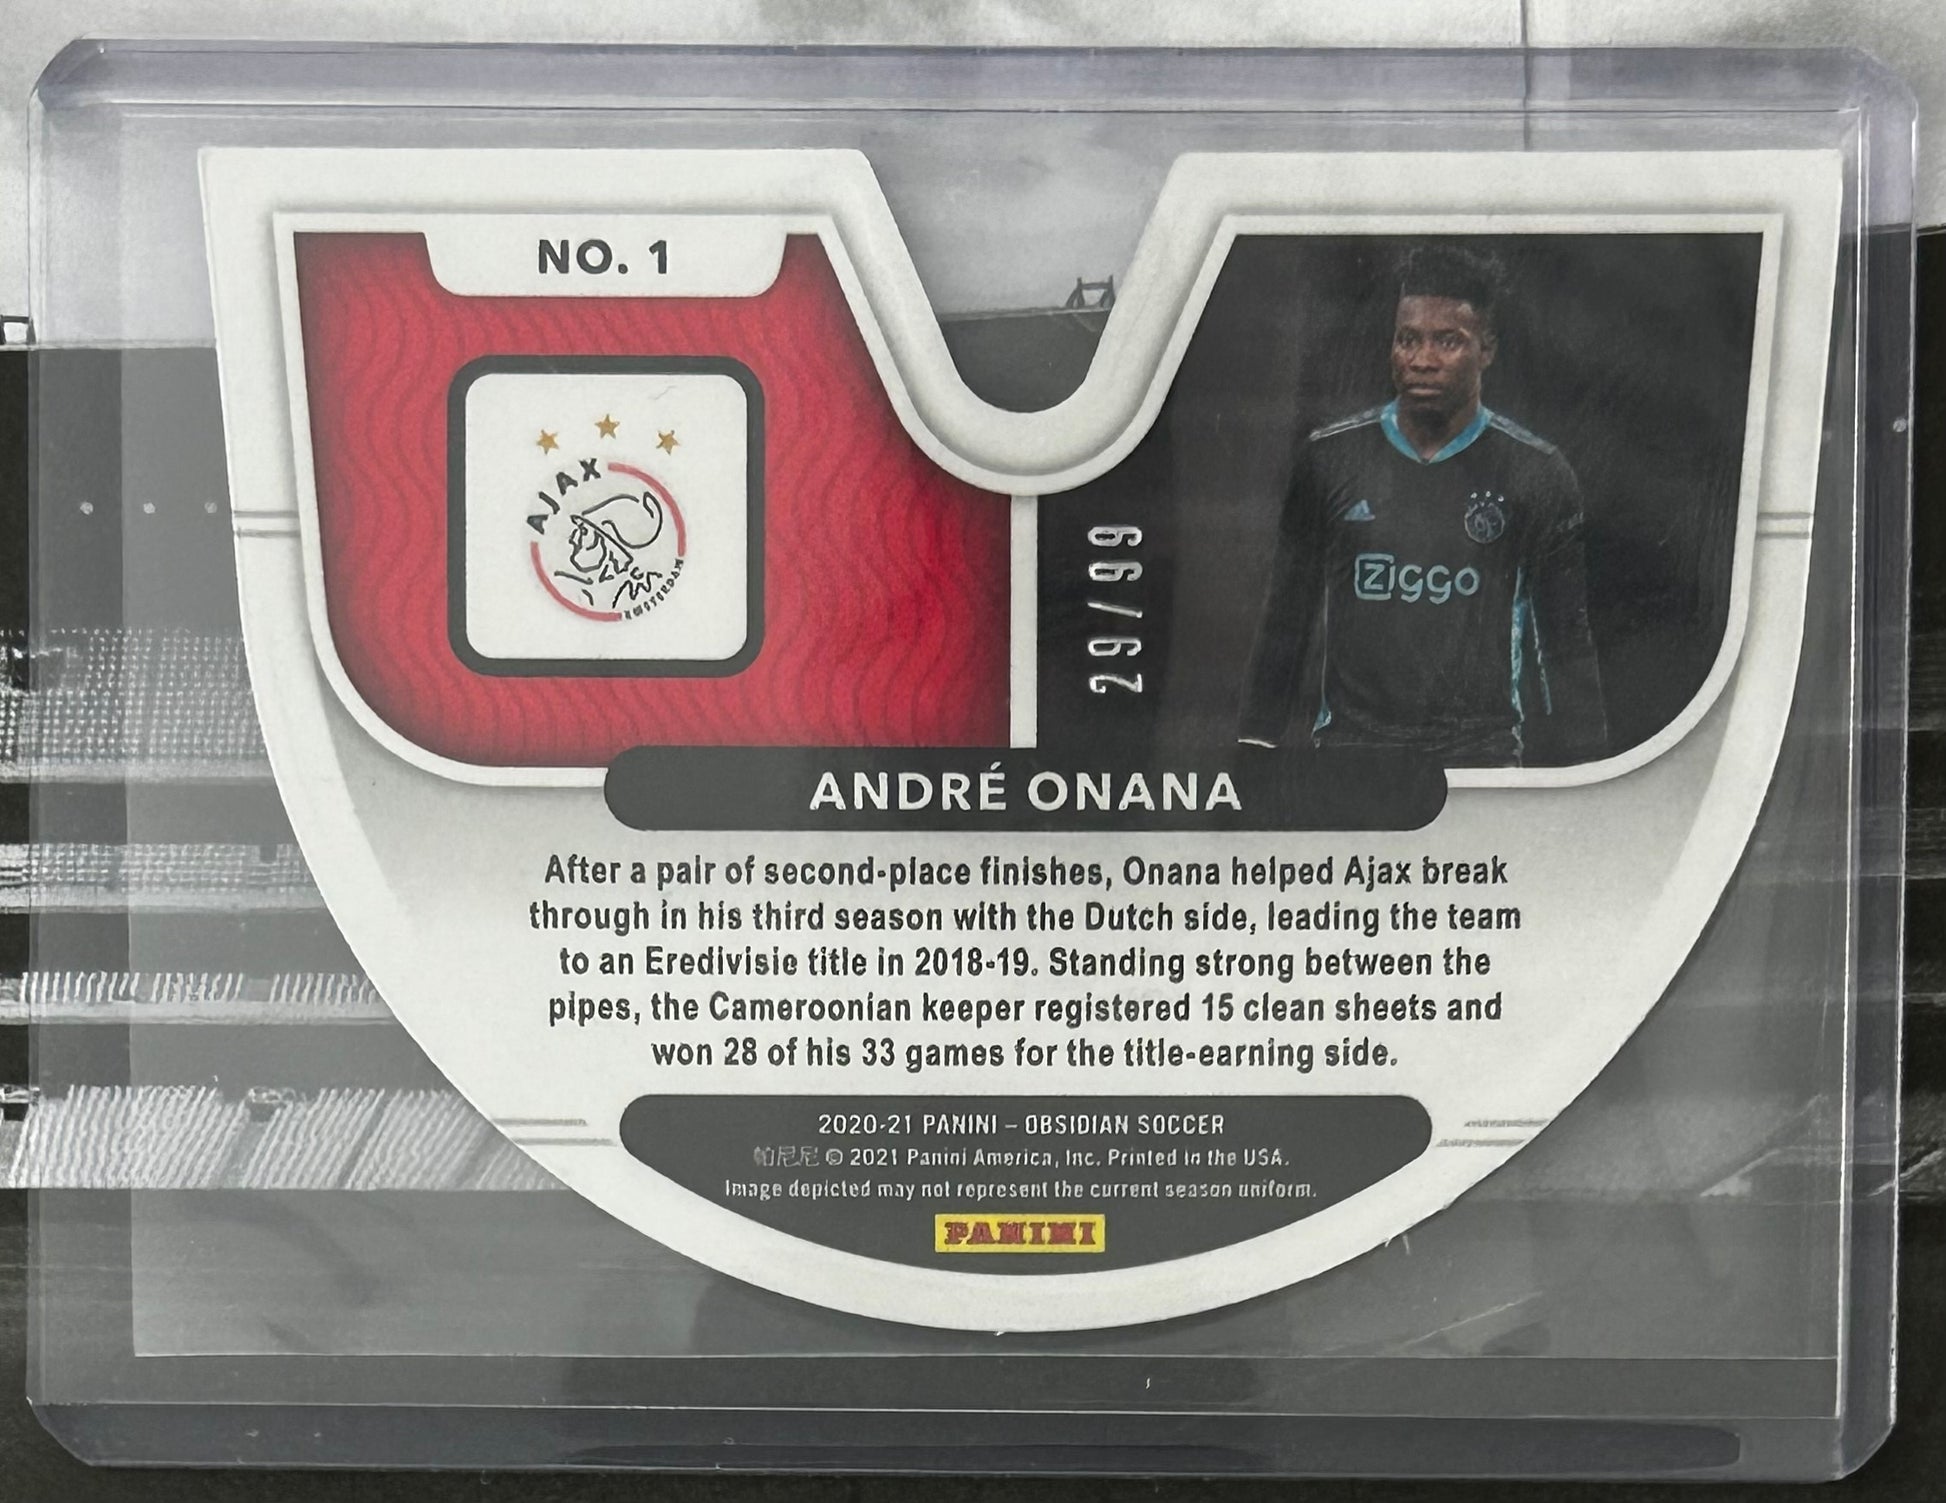 NO. 1
AJAX
AMSTERDAM
29/99
ziggo
ANDRÉ ONANA
After a pair of second-place finishes, Onana helped Ajax break
through in his third season with the Dutch side, leading the team
to an Eredivisie title in 2018-19. Standing strong between the
pipes, the Cameroonian keeper registered 15 clean sheets and
won 28 of his 33 games for the title-earning side.
2020-21 PANINI – OBSIDIAN SOCCER
帕尼尼 © 2021 Panini America, Inc. Printed in the USA.
Image depicted may not represent the current season uniform.
PANINI